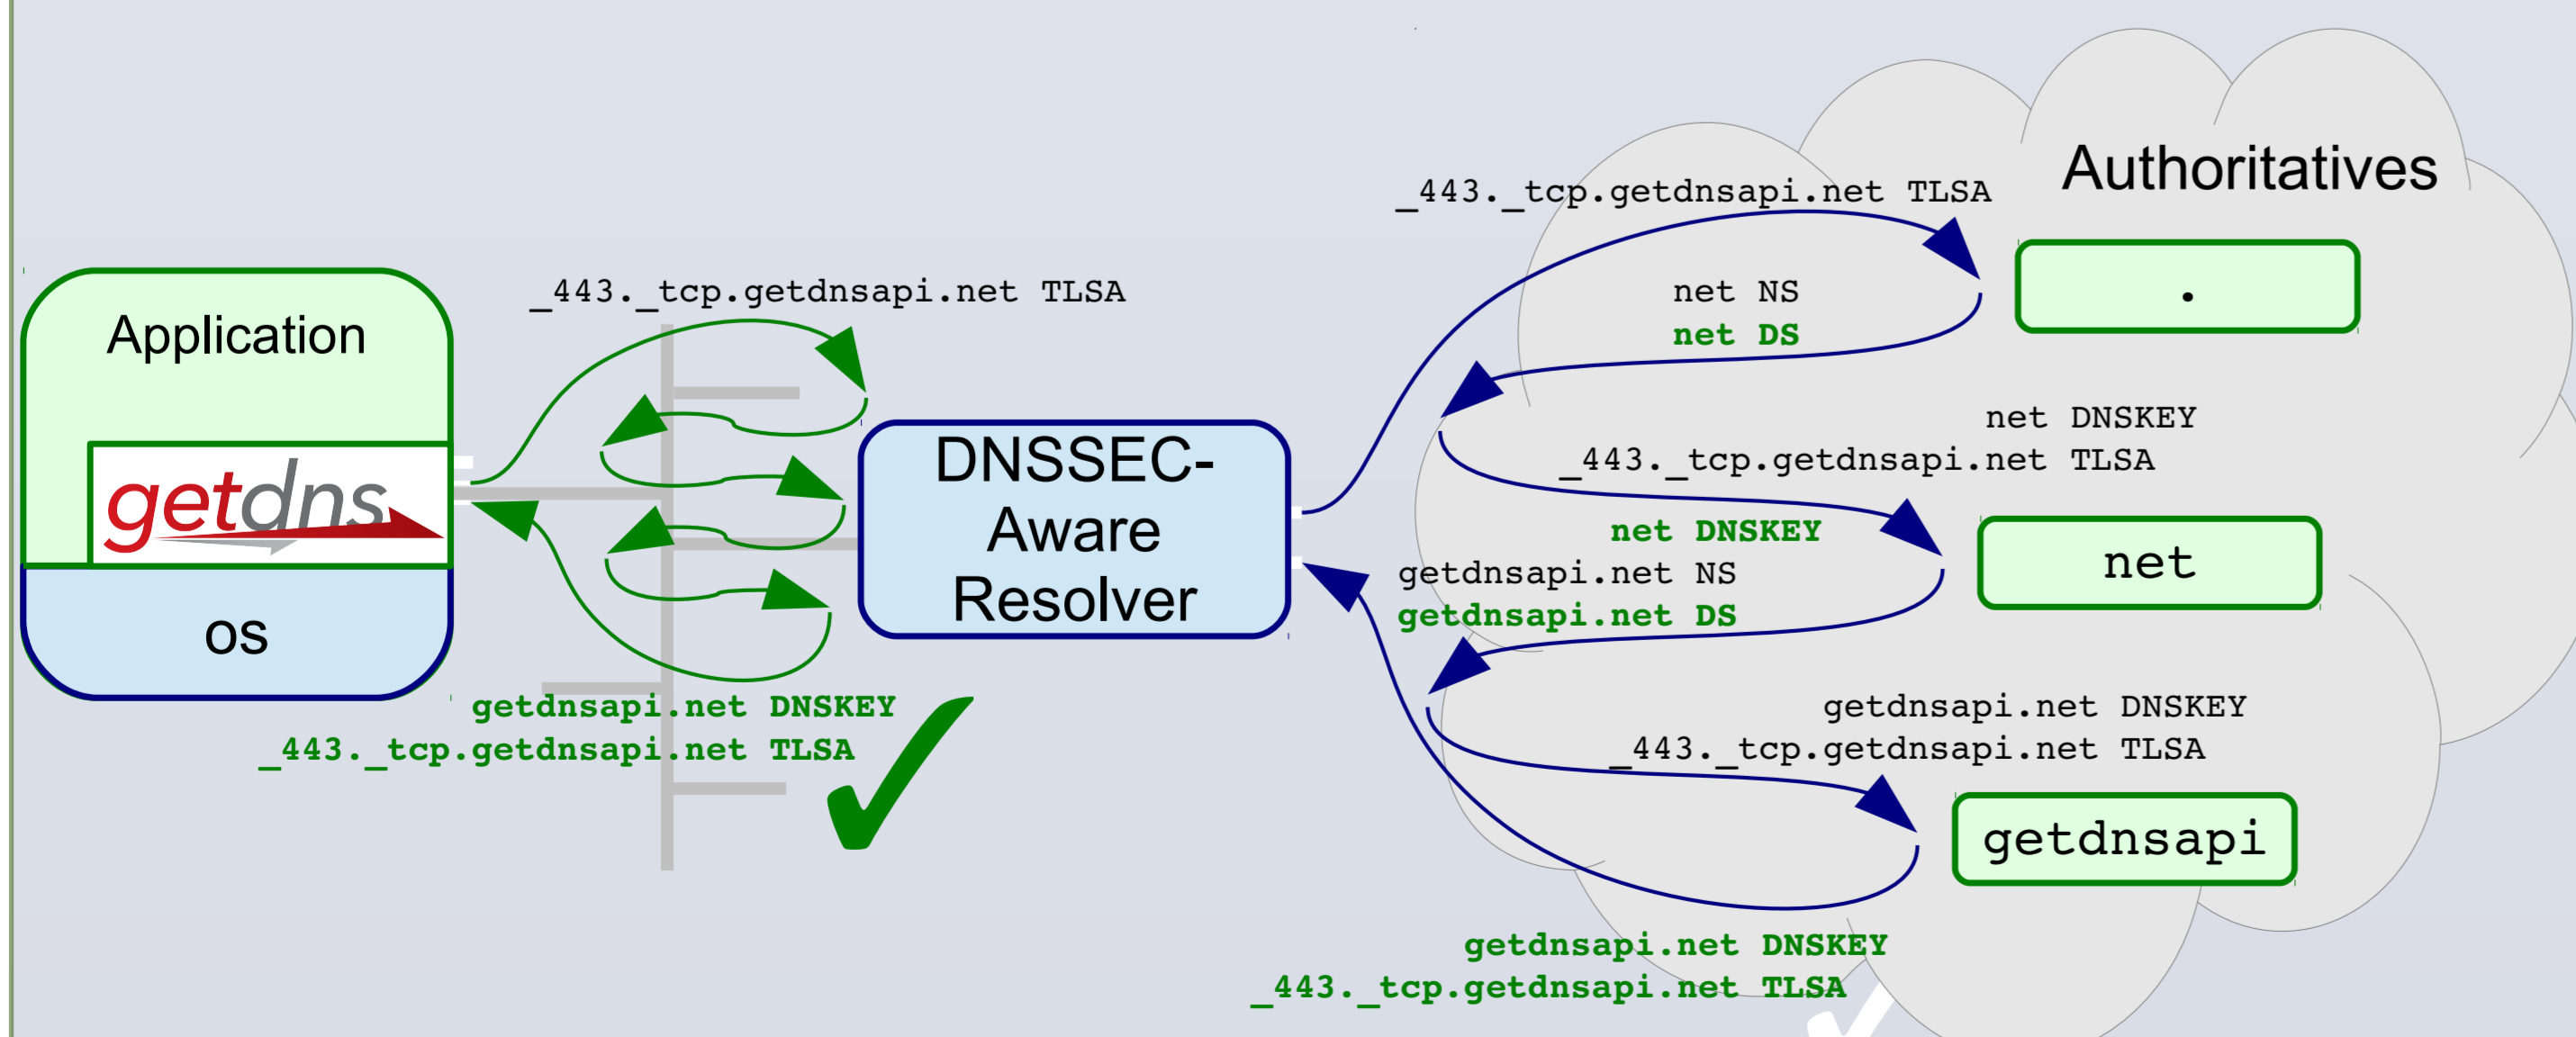 Authoritatives
_443._tcp.getdnsapi.net TLSA
.
net NS
net DS
_443._tcp.getdnsapi.net TLSA
Application
getdns
os
DNSSEC-
Aware
Resolver
net DNSKEY
_443._tcp.getdnsapi.net TLSA
net DNSKEY
getdnsapi.net NS
getdnsapi.net DS
net
getdnsapi.net DNSKEY
_443._tcp.getdnsapi.net TLSA
getdnsapi.net DNSKEY
_443._tcp.getdnsapi.net TLSA
getdnsapi
getdnsapi.net DNSKEY
_443._tcp.getdnsapi.net TLSA